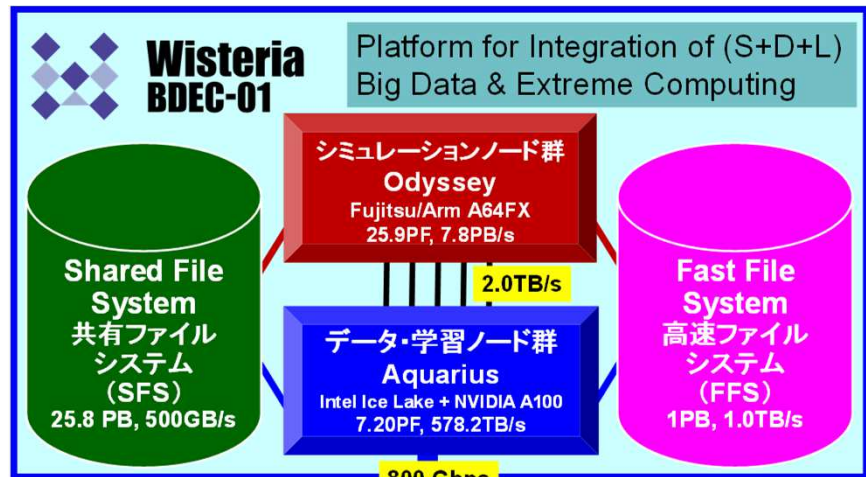 Wisteria
BDEC-01
Platform for Integration of (S+D+L)
Big Data & Extreme Computing
シミュレーションノード群
Odyssey
Fujitsu/Arm A64FX
25.9PF, 7.8PB/s
2.0TB/s
Shared File
System
共有ファイル
システム
(SFS)
25.8 PB, 500GB/s
データ・学習ノード群
Aquarius
Intel Ice Lake + NVIDIA A100
7.20PF, 578.2TB/s
Fast File
System
高速ファイル
システム
(FFS)
1PB, 1.0TB/s
800 Gbps